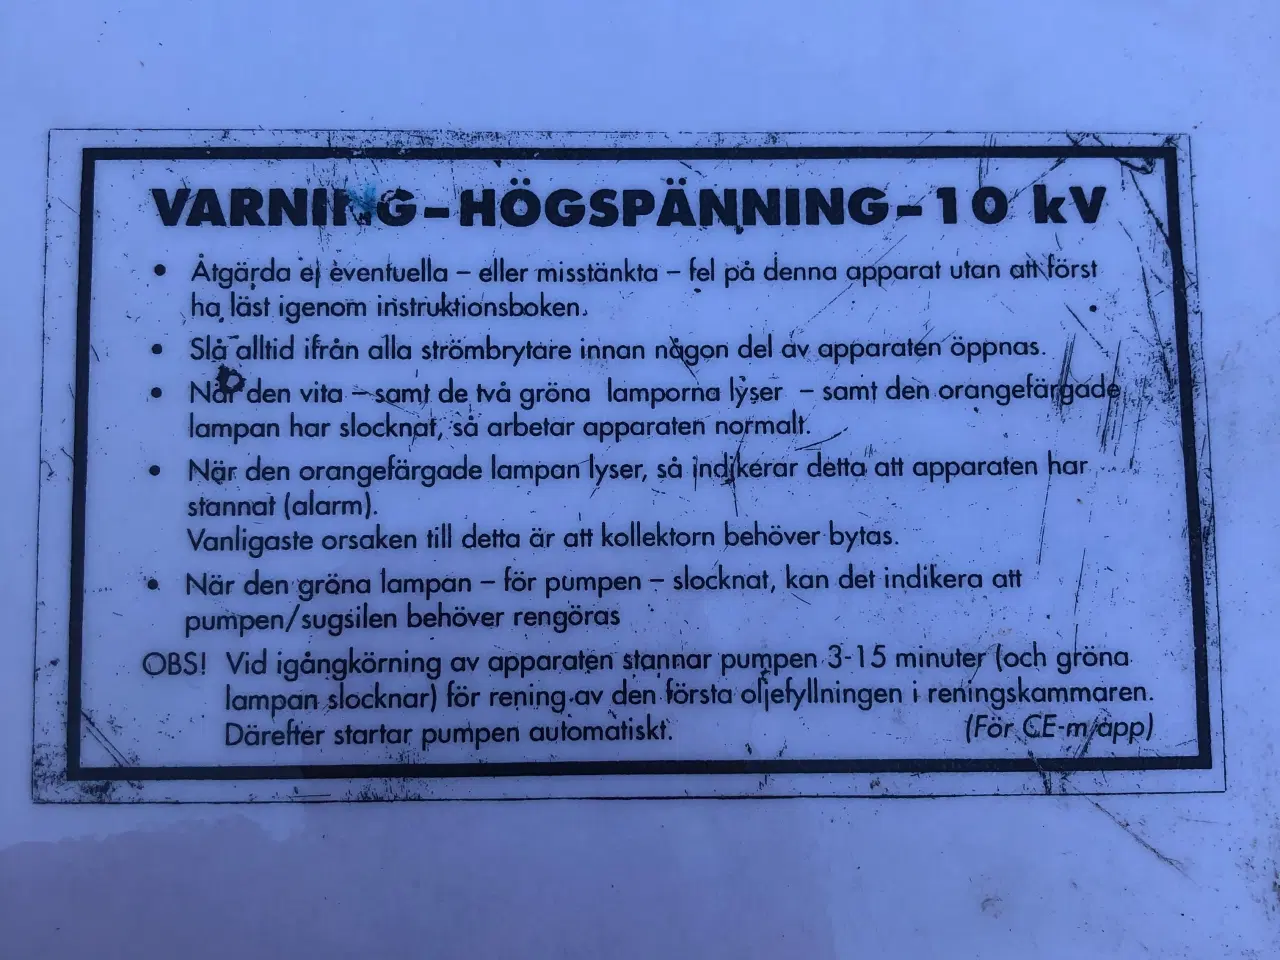 VARNING – HÖGSPÄNNING – 10 kV
• Åtgärda ej eventuella – eller misstänkta – fel på denna apparat utan att först
ha läst igenom instruktionsboken.
• Slå alltid ifrån alla strömbrytare innan någon del av apparaten öppnas.
• När den vita – samt de två gröna lamporna lyser – samt den orangefärgade
lampan har slocknat, så arbetar apparaten normalt.
• När den orangefärgade lampan lyser, så indikerar detta att apparaten har
stannat (alarm).
Vanligaste orsaken till detta är att kollektorn behöver bytas.
• När den gröna lampan – för pumpen – slocknat, kan det indikera att
pumpen/sugsilen behöver rengöras
OBS! Vid igångkörning av apparaten stannar pumpen 3-15 minuter (och gröna
lampan slocknar) för rening av den första oljefyllningen i reningskammaren.
Därefter startar pumpen automatiskt. (För CE-m/app)